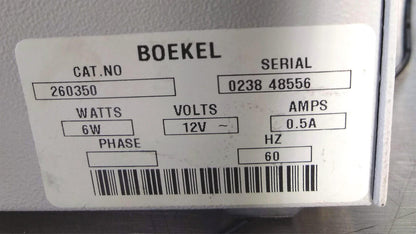 BOEKEL
CAT.NO SERIAL
260350 0238 48556
WATTS VOLTS AMPS
6W 12V ~ 0.5A
PHASE HZ
60